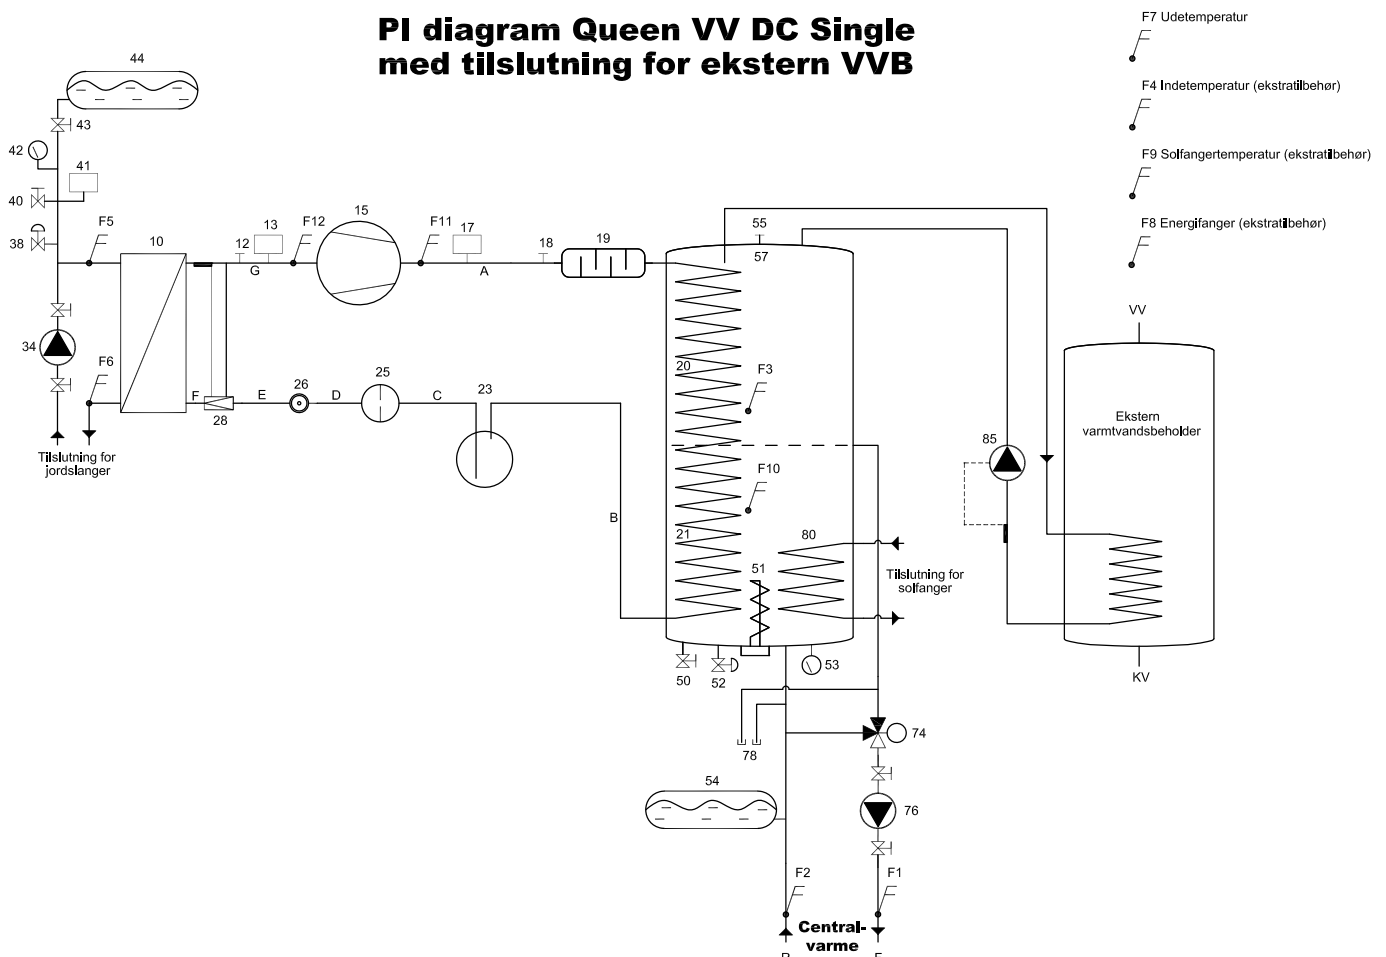 PI diagram Queen VV DC Single
med tilslutning for ekstern VVB
F7 Udetemperatur
F4 Indetemperatur (ekstratilbehør)
F9 Solfangertemperatur (ekstratilbehør)
F8 Energifanger (ekstratilbehør)
44
43
42
41
40
38
F5
10
12
13
F12
15
F11
17
18
19
55
57
G
A
34
F6
F
28
E
26
D
25
C
23
20
F3
F10
B
21
80
51
85
VV
Ekstern
varmtvandsbeholder
KV
Tilslutning for
jordslanger
Tilslutning for
solfanger
50
52
53
78
74
54
76
F2
F1
Central-
varme